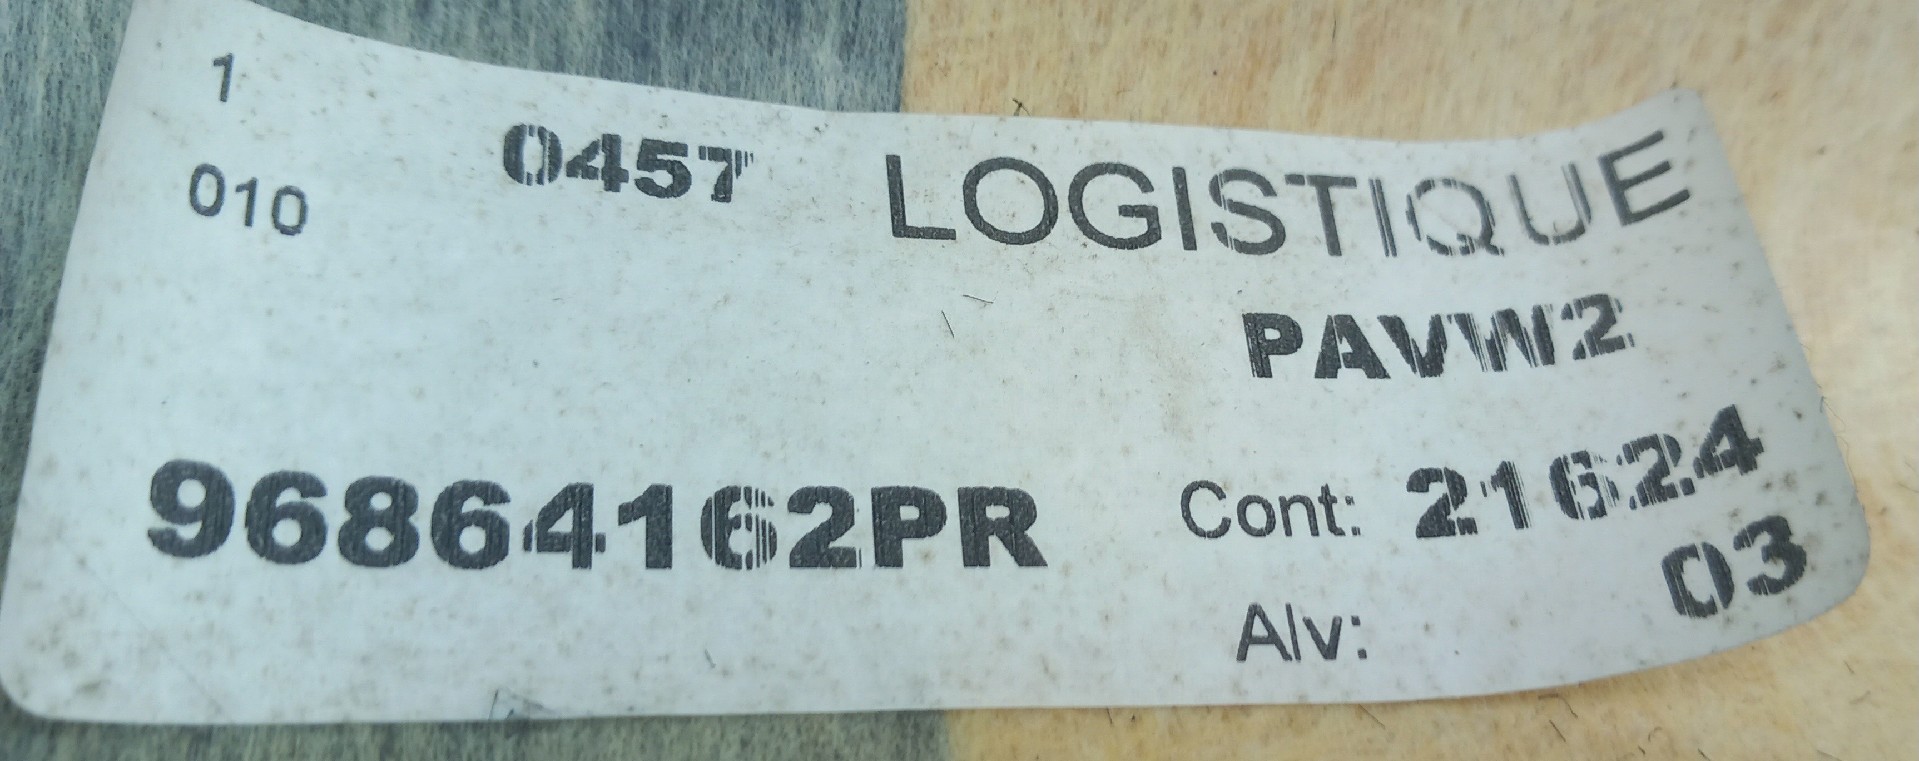 1
0457 LOGISTIQUE
010
PAVW2
96864162PR Cont: 21624
Alv: 03